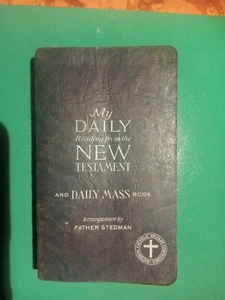 My
DAILY
Reading from the
NEW
TESTAMENT
AND DAILY MASS BOOK
Arrangement by
FATHER STEDMAN